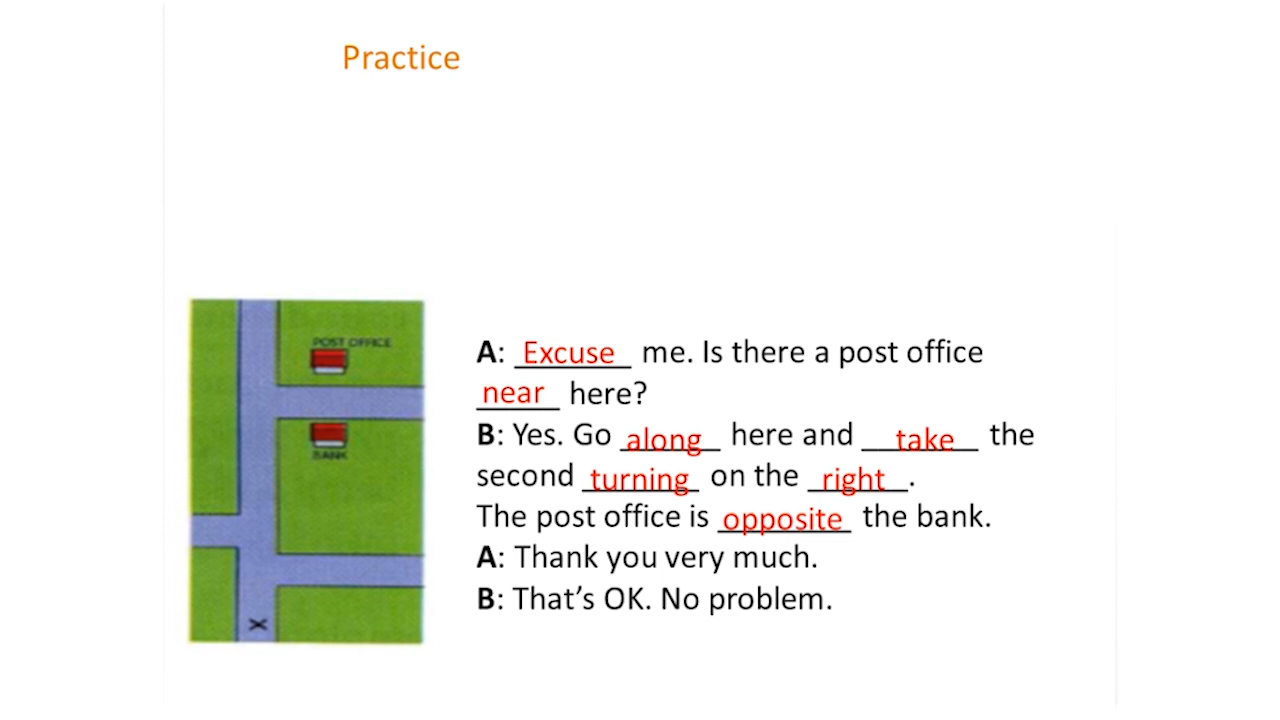 Practice
POST OFFICE
BANK
X
A: Excuse me. Is there a post office
near here?
B: Yes. Go along here and take the
second turning on the right.
The post office is opposite the bank.
A: Thank you very much.
B: That's OK. No problem.